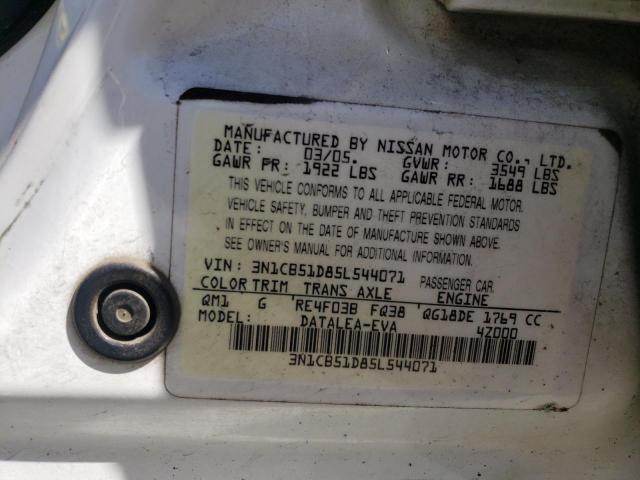 MANUFACTURED BY NISSAN MOTOR CO., LTD.
DATE: 03/05. GVWR: 3549 LBS
GAWR FR: 1922 LBS GAWR RR: 1688 LBS
THIS VEHICLE CONFORMS TO ALL APPLICABLE FEDERAL MOTOR
VEHICLE SAFETY, BUMPER AND THEFT PREVENTION STANDARDS
IN EFFECT ON THE DATE OF MANUFACTURE SHOWN ABOVE.
SEE OWNER'S MANUAL FOR ADDITIONAL INFORMATION.
VIN: 3N1CB51D85L544071 PASSENGER CAR
COLOR TRIM TRANS AXLE ENGINE
QM1 G RE4F03B FQ38 QG18DE 1769 CC
MODEL: DATALEA-EVA 42000
3N1CB51D85L544071